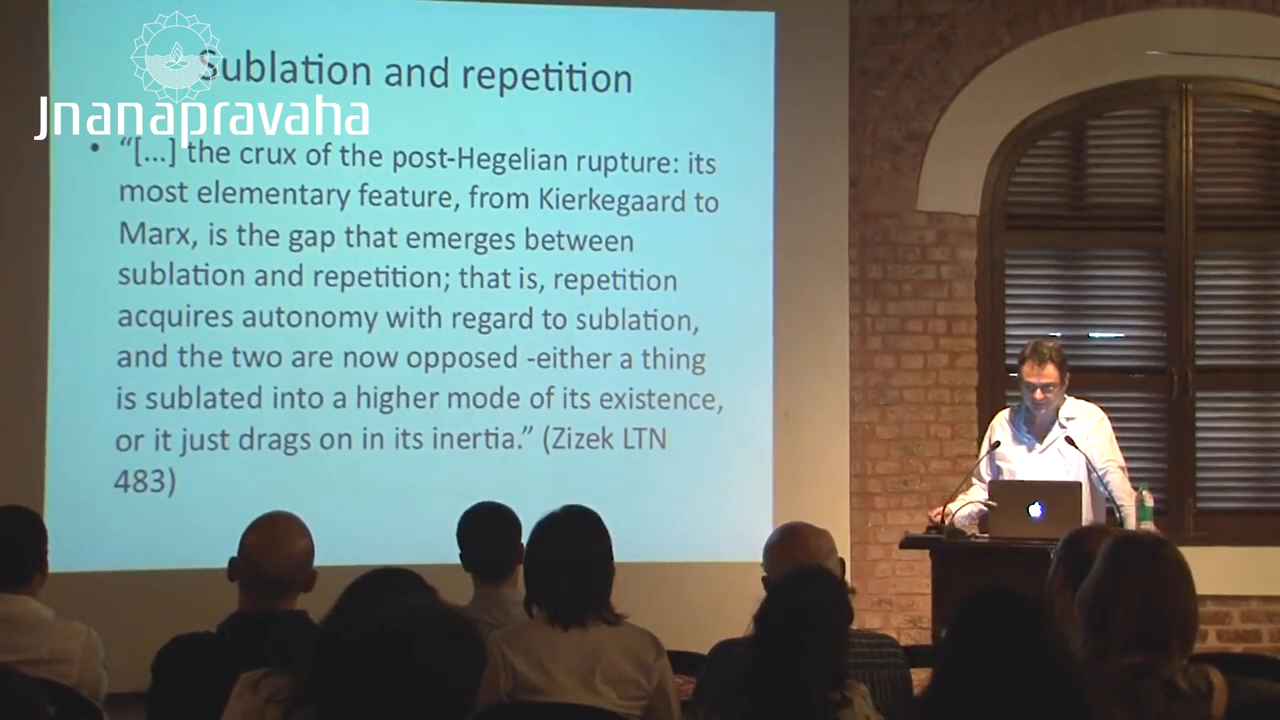 Sublation and repetition
Jnanapravaha
• “[...] the crux of the post-Hegelian rupture: its
most elementary feature, from Kierkegaard to
Marx, is the gap that emerges between
sublation and repetition; that is, repetition
acquires autonomy with regard to sublation,
and the two are now opposed -either a thing
is sublated into a higher mode of its existence,
or it just drags on in its inertia.” (Zizek LTN
483)